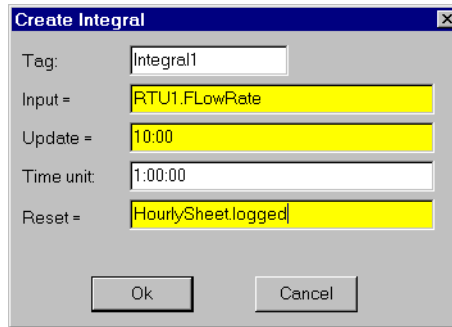 Create Integral
Tag: Integral1
Input = RTU1.FLowRate
Update = 10:00
Time unit: 1:00:00
Reset = HourlySheet.logged
Ok Cancel